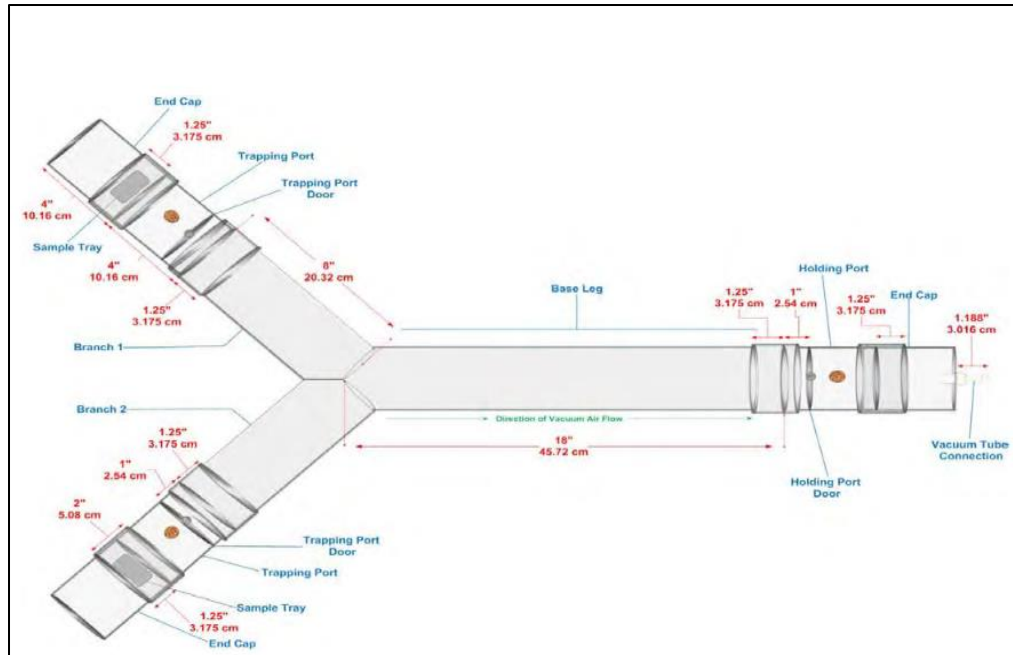 End Cap
1.25"
3.175 cm
Trapping Port
Trapping Port
Door
4"
10.16 cm
Sample Tray
4"
10.16 cm
1.25"
3.175 cm
Branch 1
8"
20.32 cm
Base Leg
Holding Port
1.25"
3.175 cm
1"
2.54 cm
1.25"
3.175 cm
End Cap
1.188"
3.016 cm
Branch 2
Direction of Vacuum Air Flow
18"
45.72 cm
Vacuum Tube
Connection
Holding Port
Door
1.25"
3.175 cm
1"
2.54 cm
2"
5.08 cm
Trapping Port
Door
Trapping Port
Sample Tray
1.25"
3.175 cm
End Cap